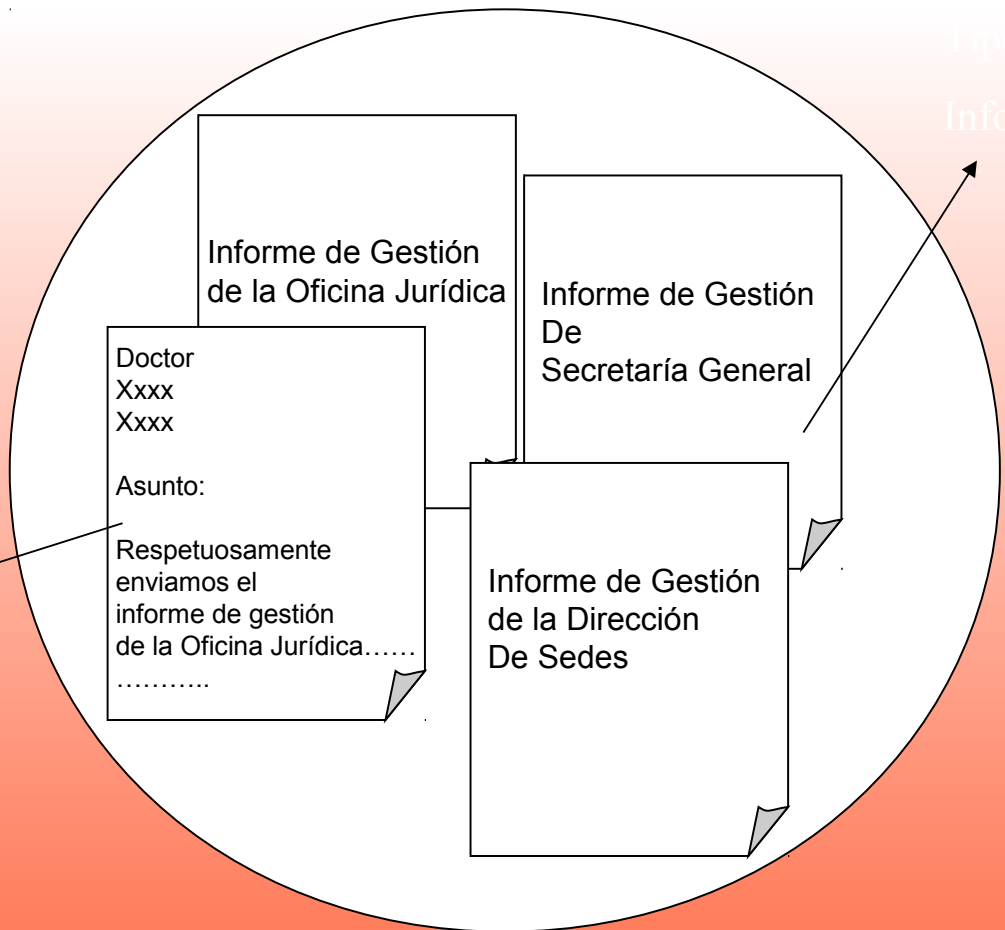 Informe de Gestión
de la Oficina Jurídica
Informe de Gestión
De
Secretaría General
Doctor
Xxxx
Xxxx
Asunto:
Respetuosamente
enviamos el
informe de gestión
de la Oficina Jurídica……
………..
Informe de Gestión
de la Dirección
De Sedes